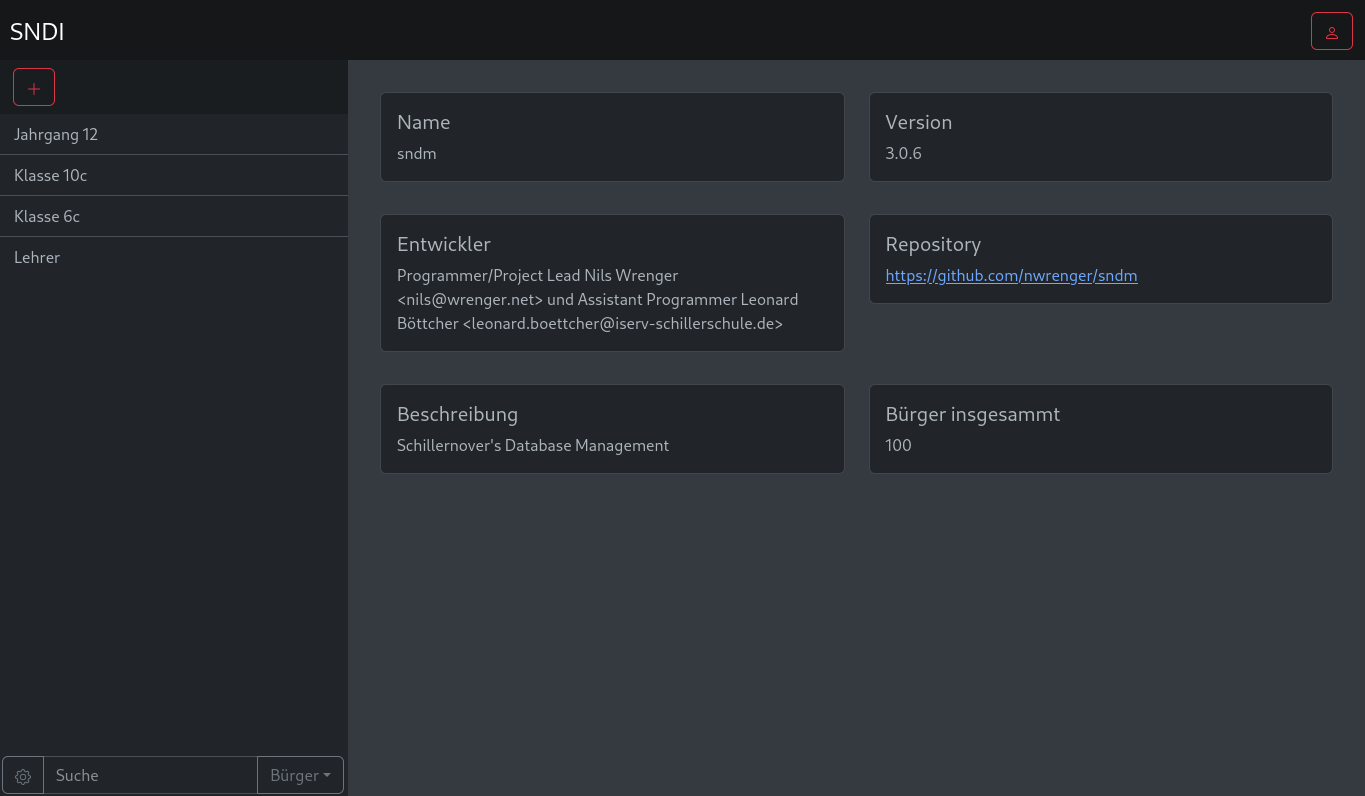 SNDI
Jahrgang 12
Klasse 10c
Klasse 6c
Lehrer
Suche
Bürger
Name
sndm
Version
3.0.6
Entwickler
Programmer/Project Lead Nils Wrenger
<nils@wrenger.net> und Assistant Programmer Leonard
Böttcher <leonard.boettcher@iserv-schillerschule.de>
Repository
https://github.com/nwrenger/sndm
Beschreibung
Schillernover's Database Management
Bürger insgesammt
100